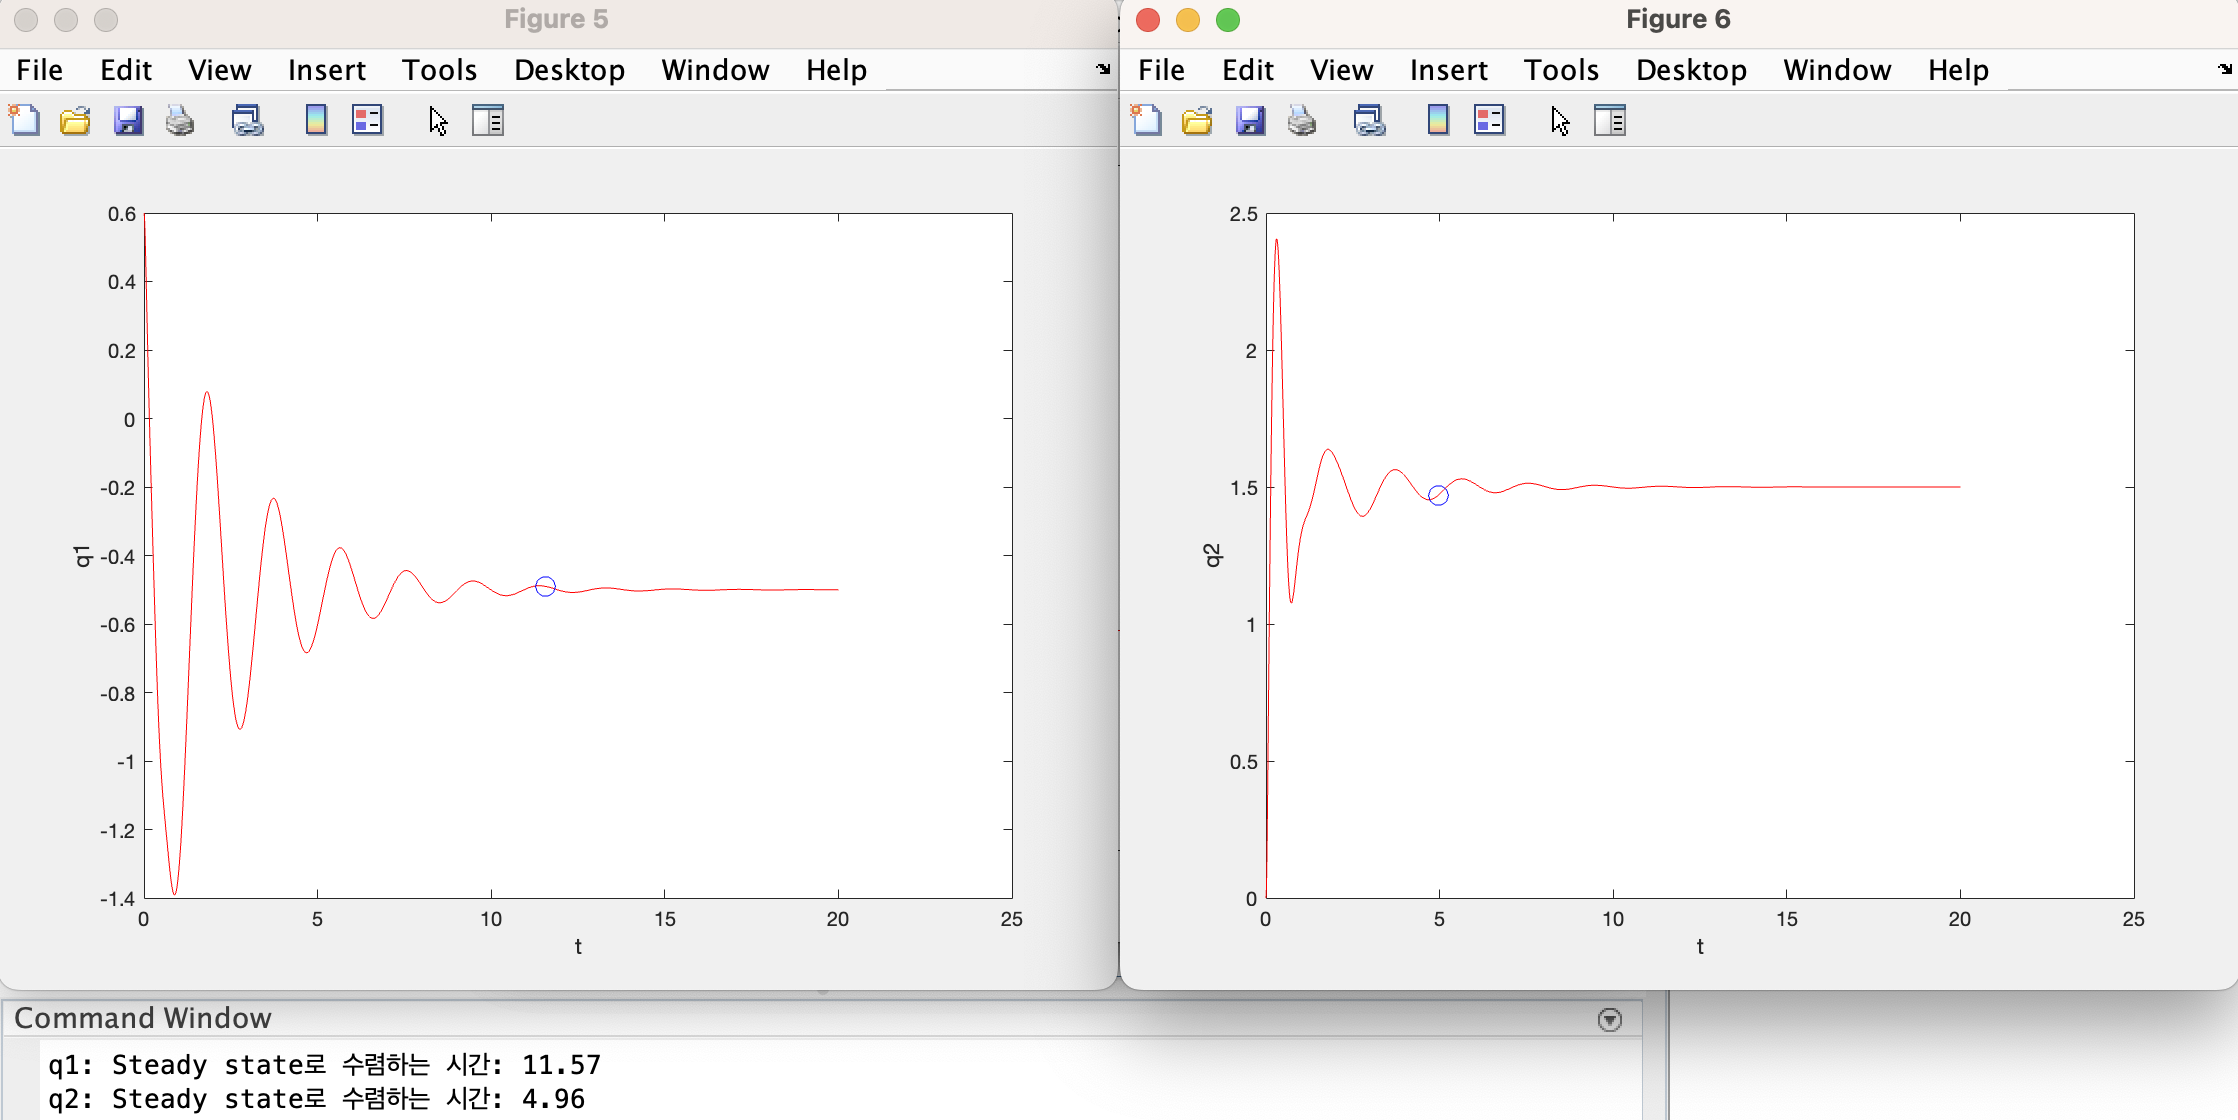 Figure 5
File Edit View Insert Tools Desktop Window Help
0.6
0.4
0.2
0
-0.2
-0.4
-0.6
-0.8
-1
-1.2
-1.4
q1
0 5 10 15 20 25
t
Figure 6
File Edit View Insert Tools Desktop Window Help
2.5
2
1.5
1
0.5
0
q2
0 5 10 15 20 25
t
Command Window
q1: Steady state로 수렴하는 시간: 11.57
q2: Steady state로 수렴하는 시간: 4.96